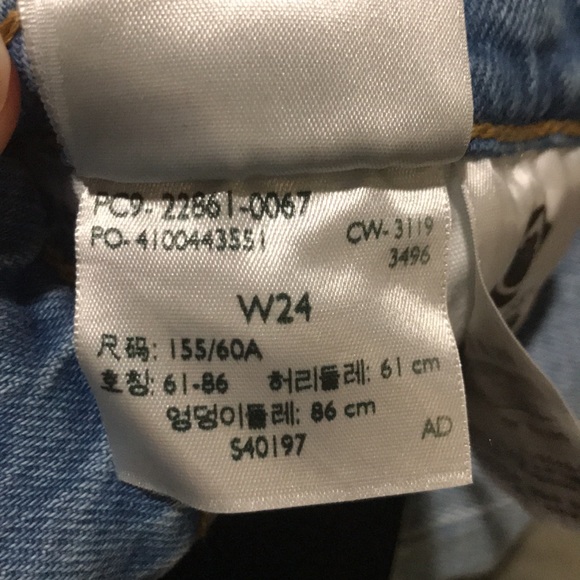 PC9- 22861-0067
PO- 4100443551 CW- 3119
3496
W24
尺码: 155/60A
호칭: 61-86 허리둘레: 61 cm
엉덩이둘레: 86 cm
S40197 AD